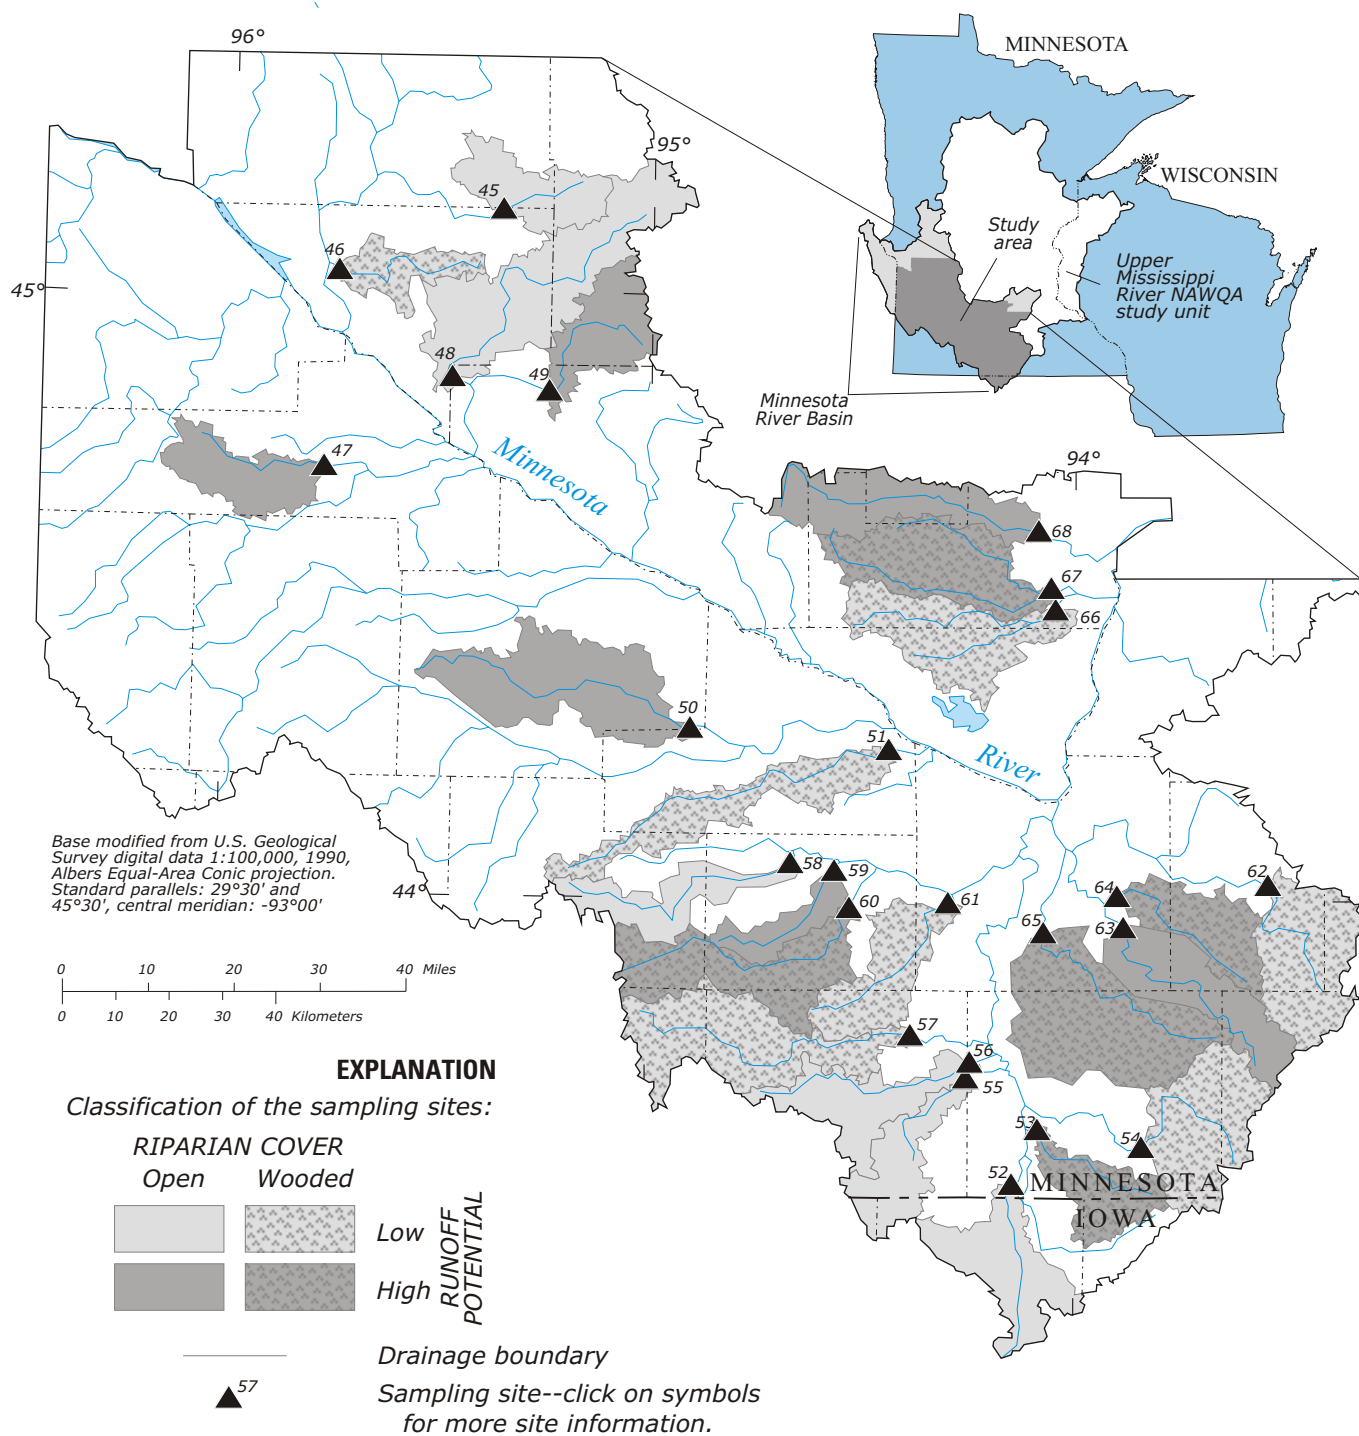 96°
95°
45°
MINNESOTA
WISCONSIN
Study
area
Upper
Mississippi
River NAWQA
study unit
Minnesota
River Basin
45
46
48
49
47
Minnesota
94°
68
67
66
50
51
River
Base modified from U.S. Geological
Survey digital data 1:100,000, 1990,
Albers Equal-Area Conic projection.
Standard parallels: 29°30' and
45°30', central meridian: -93°00'
44°
58
59
60
61
62
64
63
65
57
56
55
53
54
52
MINNESOTA
IOWA
0 10 20 30 40 Miles
0 10 20 30 40 Kilometers
EXPLANATION
Classification of the sampling sites:
RIPARIAN COVER
Open Wooded
Low
High
RUNOFF
POTENTIAL
Drainage boundary
57
Sampling site--click on symbols
for more site information.